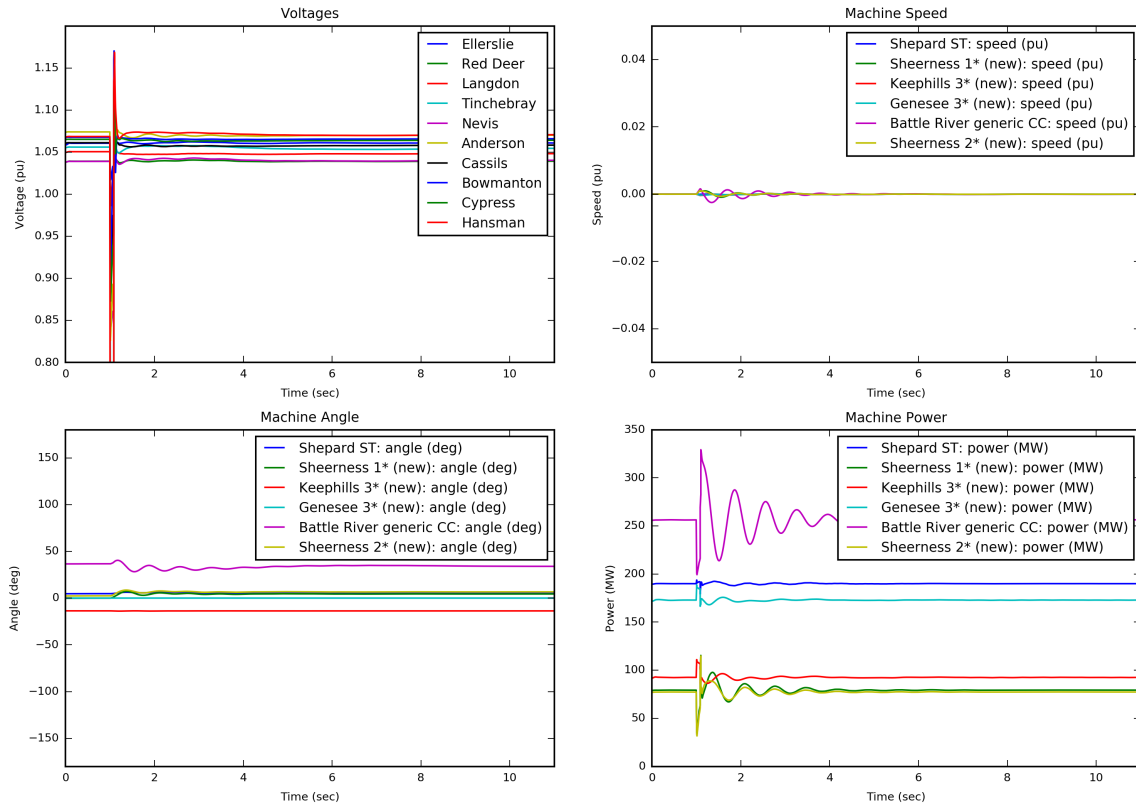 Voltages
Voltage (pu)
1.15
1.10
1.05
1.00
0.95
0.90
0.85
0.80
0 2 4 6 8 10
Time (sec)
Ellerslie
Red Deer
Langdon
Tinchebray
Nevis
Anderson
Cassils
Bowmanton
Cypress
Hansman
Machine Speed
Speed (pu)
0.04
0.02
0.00
−0.02
−0.04
0 2 4 6 8 10
Time (sec)
Shepard ST: speed (pu)
Sheerness 1* (new): speed (pu)
Keephills 3* (new): speed (pu)
Genesee 3* (new): speed (pu)
Battle River generic CC: speed (pu)
Sheerness 2* (new): speed (pu)
Machine Angle
Angle (deg)
150
100
50
0
−50
−100
−150
0 2 4 6 8 10
Time (sec)
Shepard ST: angle (deg)
Sheerness 1* (new): angle (deg)
Keephills 3* (new): angle (deg)
Genesee 3* (new): angle (deg)
Battle River generic CC: angle (deg)
Sheerness 2* (new): angle (deg)
Machine Power
Power (MW)
350
300
250
200
150
100
50
0
0 2 4 6 8 10
Time (sec)
Shepard ST: power (MW)
Sheerness 1* (new): power (MW)
Keephills 3* (new): power (MW)
Genesee 3* (new): power (MW)
Battle River generic CC: power (MW)
Sheerness 2* (new): power (MW)